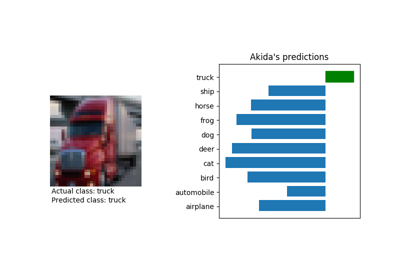 Akida's predictions
truck
ship
horse
frog
dog
deer
cat
bird
automobile
airplane
Actual class: truck
Predicted class: truck